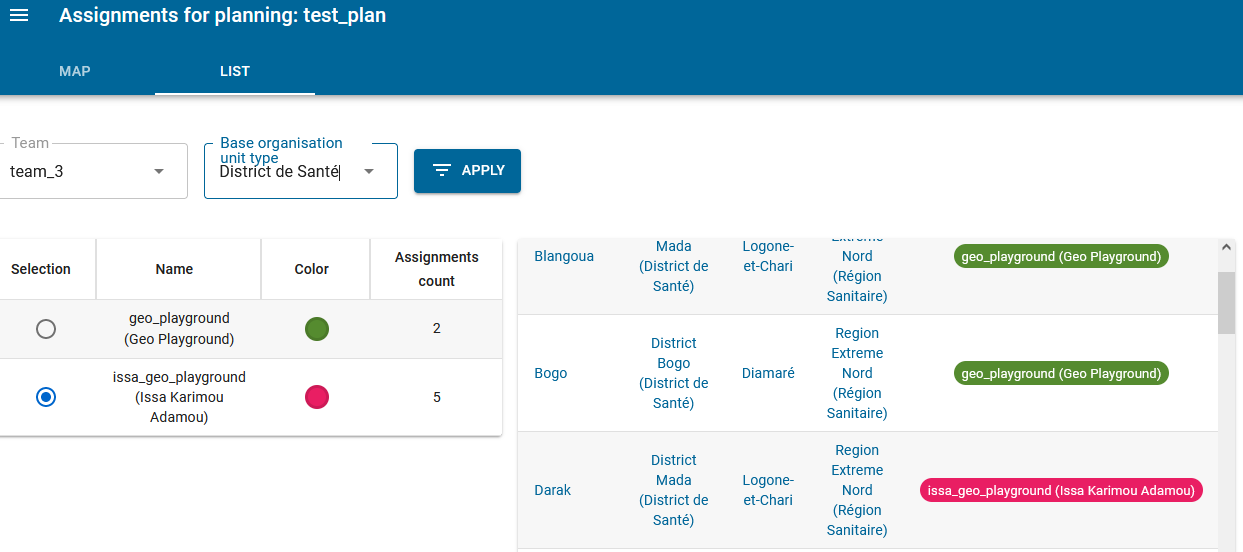 Assignments for planning: test_plan
MAP
LIST
Team
team_3
Base organisation
unit type
District de Santé
APPLY
Selection
Name
Color
Assignments
count
geo_playground
(Geo Playground)
2
issa_geo_playground
(Issa Karimou
Adamou)
5
Blangoua
Mada
(District de
Santé)
Logone-
et-Chari
Extreme
Nord
(Région
Sanitaire)
geo_playground (Geo Playground)
Bogo
District
Bogo
(District de
Santé)
Diamaré
Region
Extreme
Nord
(Région
Sanitaire)
geo_playground (Geo Playground)
Darak
District
Mada
(District de
Santé)
Logone-
et-Chari
Region
Extreme
Nord
(Région
Sanitaire)
issa_geo_playground (Issa Karimou Adamou)